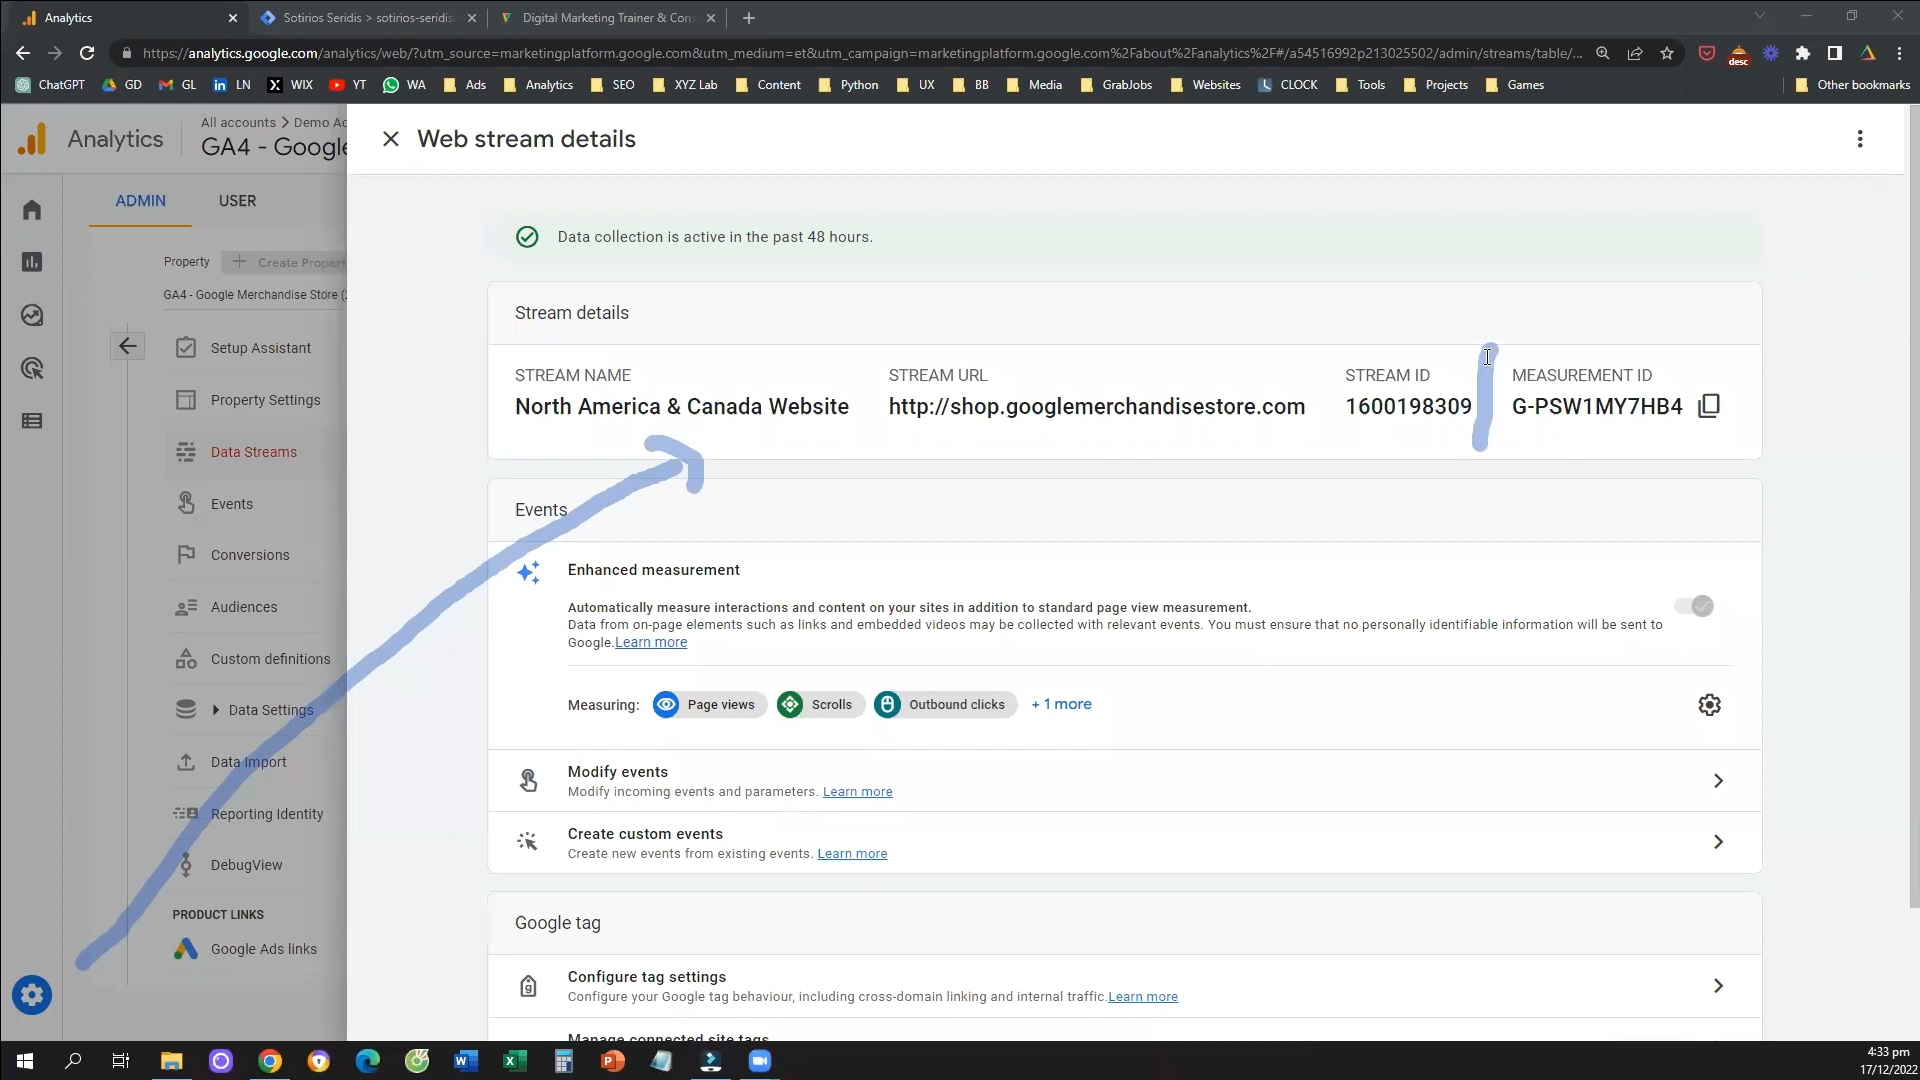 Analytics
Sotirios Seridis > sotirios-seridis
Digital Marketing Trainer & Cons
https://analytics.google.com/analytics/web/?utm_source=marketingplatform.google.com&utm_medium=et&utm_campaign=marketingplatform.google.com%2Fabout%2Fanalytics%2F#/a54516992p213025502/admin/streams/table/...
desc
ChatGPT GD GL LN WIX YT WA Ads Analytics SEO XYZ Lab Content Python UX BB Media GrabJobs Websites CLOCK Tools Projects Games Other bookmarks
Analytics
All accounts > Demo Ac
GA4 - Google
ADMIN USER
Property
Create Propert
GA4 - Google Merchandise Store (2
Setup Assistant
Property Settings
Data Streams
Events
Conversions
Audiences
Custom definitions
Data Settings
Data Import
Reporting Identity
DebugView
PRODUCT LINKS
Google Ads links
Web stream details
Data collection is active in the past 48 hours.
Stream details
STREAM NAME STREAM URL STREAM ID MEASUREMENT ID
North America & Canada Website http://shop.googlemerchandisestore.com 1600198309 G-PSW1MY7HB4
Events
Enhanced measurement
Automatically measure interactions and content on your sites in addition to standard page view measurement.
Data from on-page elements such as links and embedded videos may be collected with relevant events. You must ensure that no personally identifiable information will be sent to
Google.Learn more
Measuring: Page views Scrolls Outbound clicks + 1 more
Modify events
Modify incoming events and parameters. Learn more
Create custom events
Create new events from existing events. Learn more
Google tag
Configure tag settings
Configure your Google tag behaviour, including cross-domain linking and internal traffic.Learn more
Manage connected site tags
4:33 pm
17/12/2022